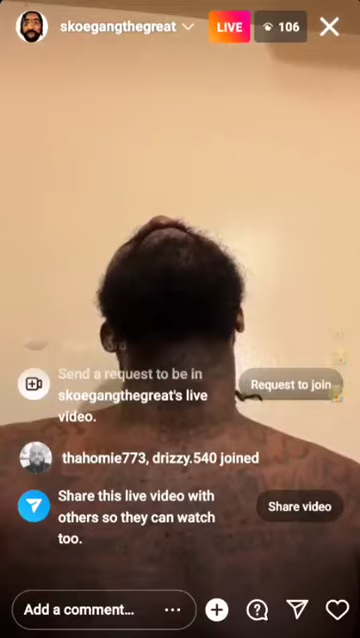 skoegangthegreat
LIVE
106
Send a request to be in
skoegangthegreat's live
video.
Request to join
thahomie773, drizzy.540 joined
Share this live video with
others so they can watch
too.
Share video
Add a comment...